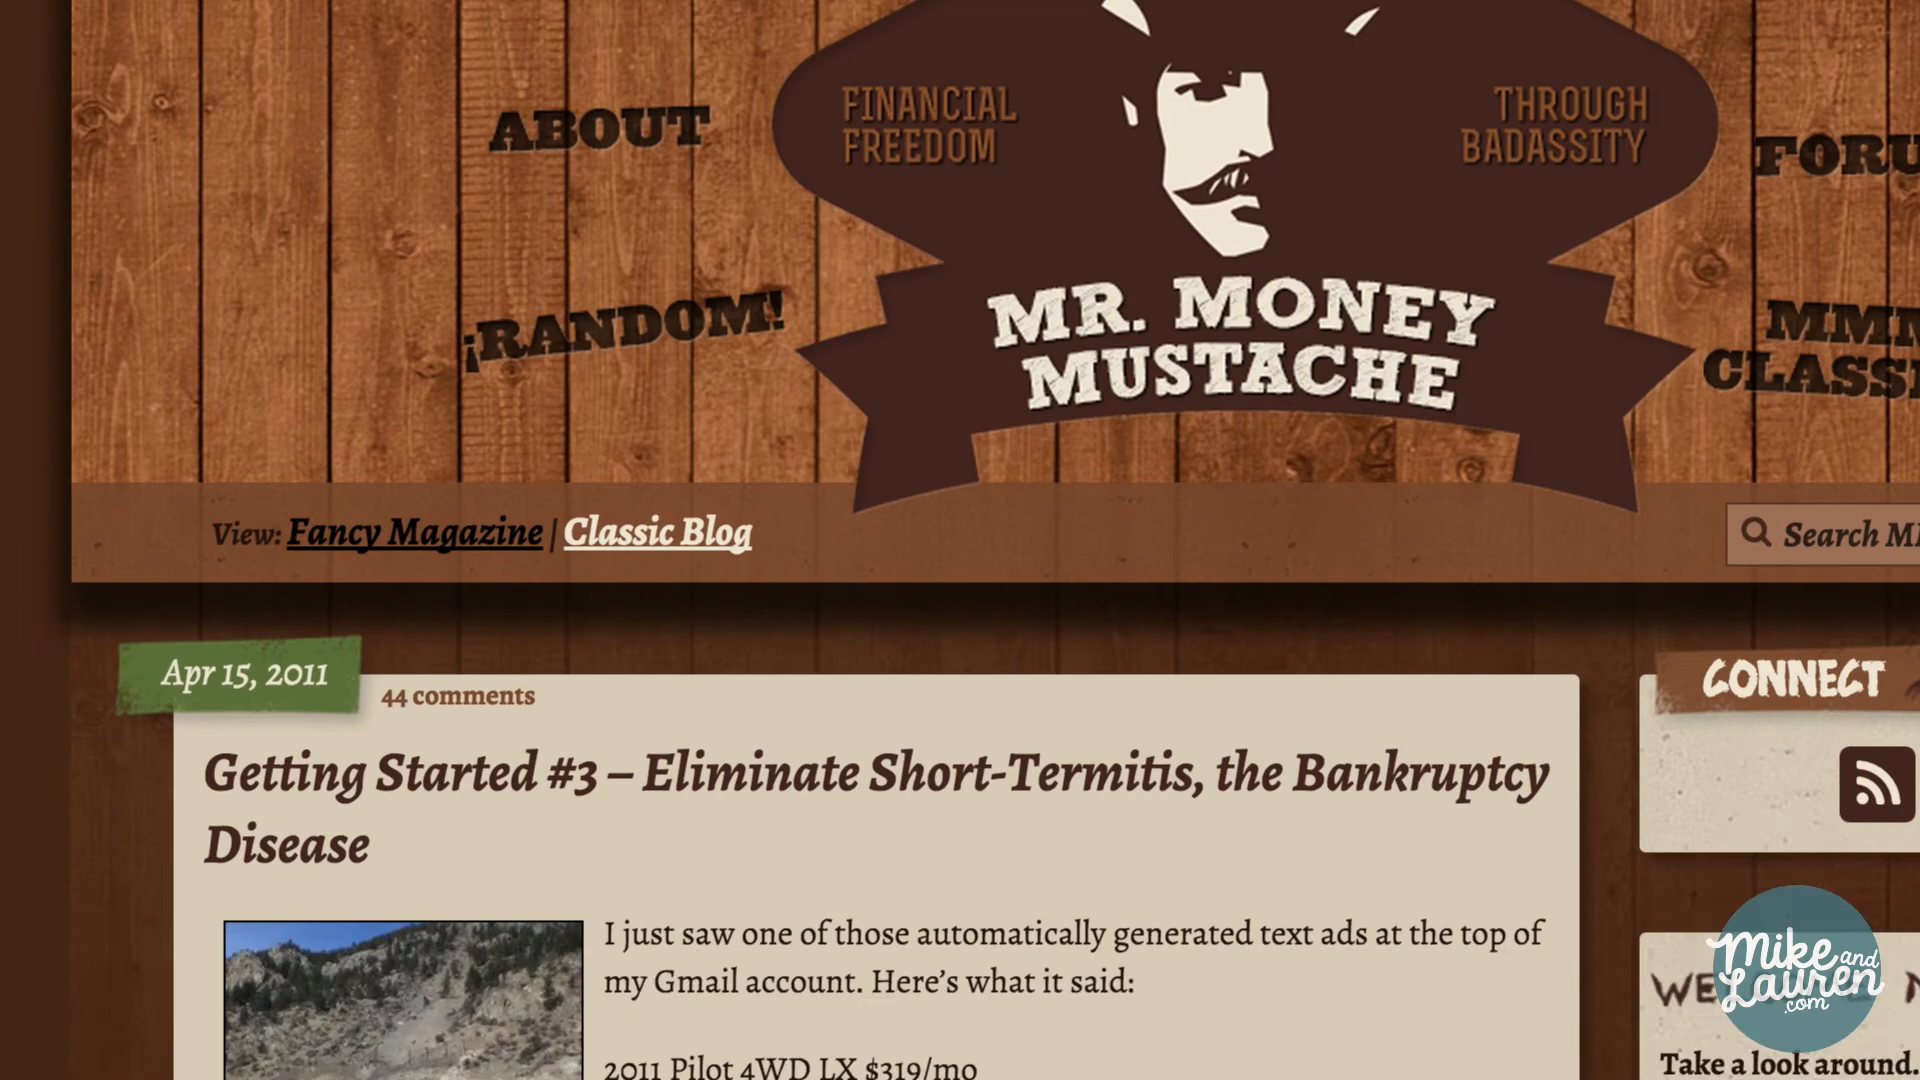 ABOUT
FINANCIAL
FREEDOM
THROUGH
BADASSITY
¡RANDOM!
MR. MONEY
MUSTACHE
CLASSI
View: Fancy Magazine | Classic Blog
Search
Apr 15, 2011
44 comments
CONNECT
Getting Started #3 – Eliminate Short-Termitis, the Bankruptcy
Disease
I just saw one of those automatically generated text ads at the top of
my Gmail account. Here's what it said:
2011 Pilot 4WD LX $319/mo
Mike and
Lauren
.com
Take a look around.